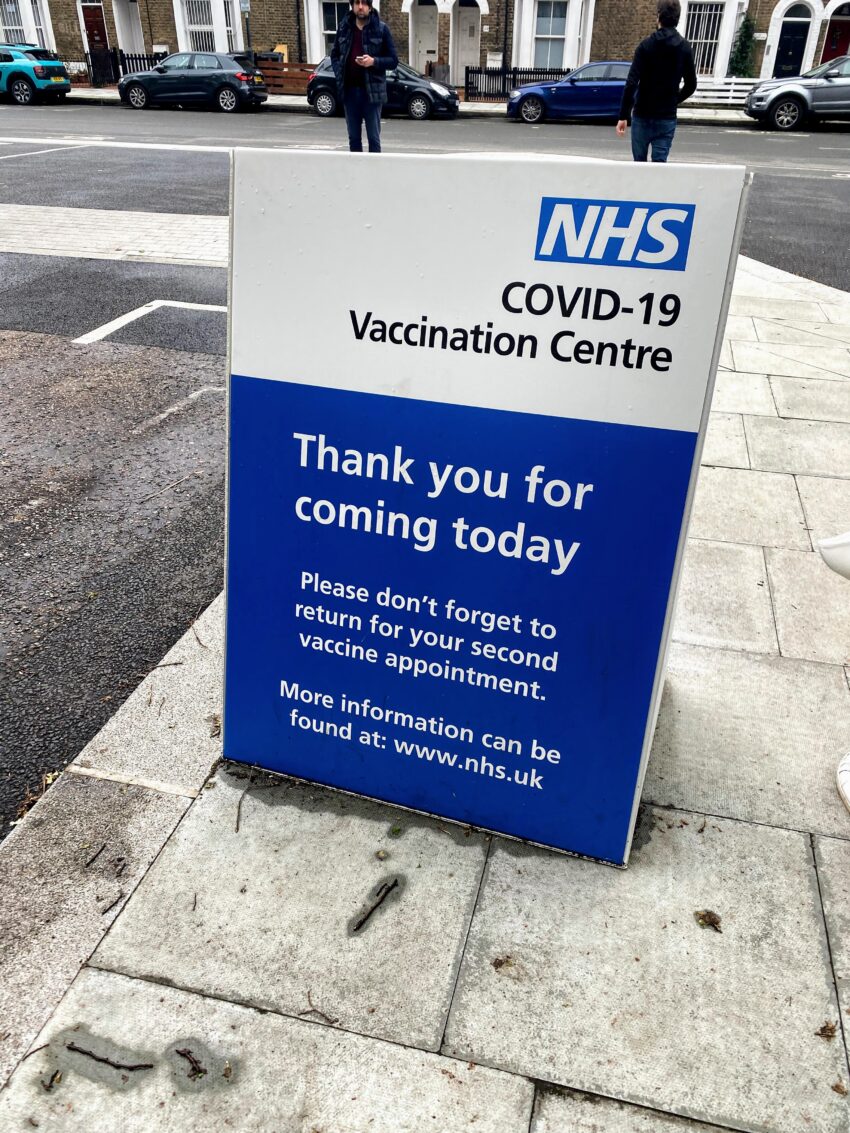 NHS
COVID-19
Vaccination Centre
Thank you for
coming today
Please don't forget to
return for your second
vaccine appointment.
More information can be
found at: www.nhs.uk